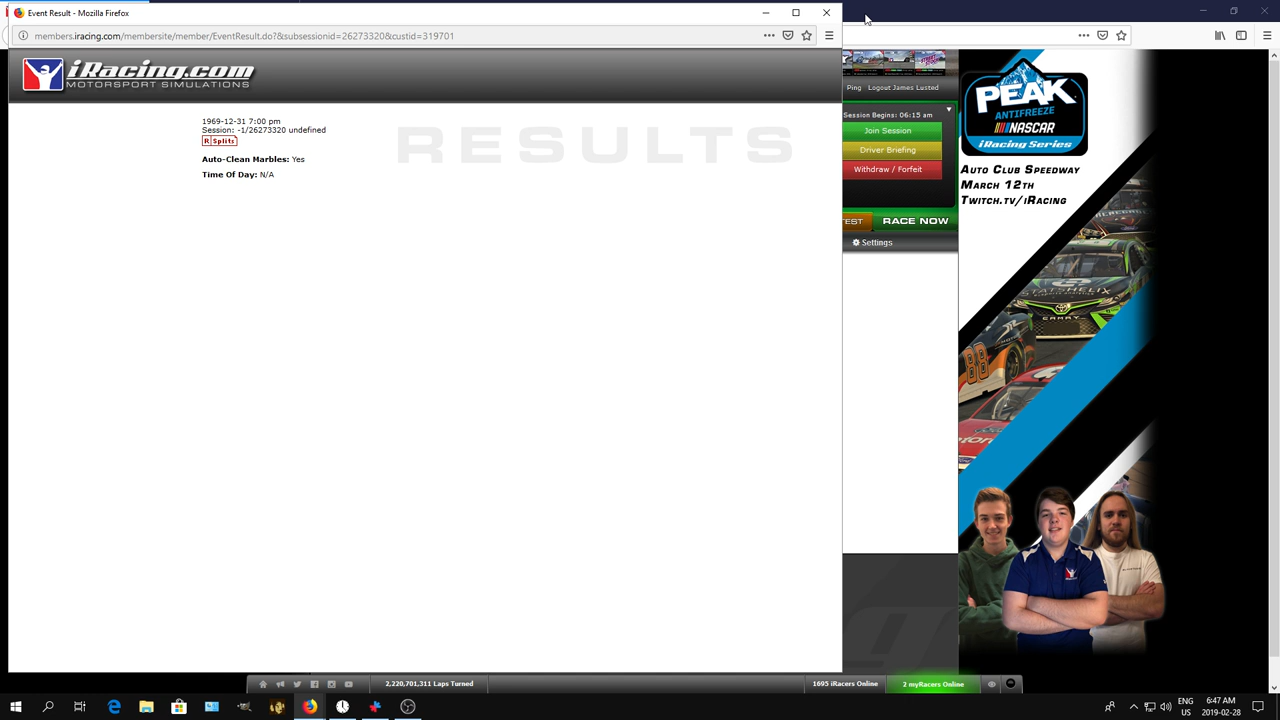 Event Result - Mozilla Firefox
members.iracing.com/membersite/member/EventResult.do?&subsessionid=26273320&custid=319701
iRacing.com
MOTORSPORT SIMULATIONS
1969-12-31 7:00 pm
Session: -1/26273320 undefined
R Splits
Auto-Clean Marbles: Yes
Time Of Day: N/A
RESULTS
Ping Logout James Lusted
Session Begins: 06:15 am
Join Session
Driver Briefing
Withdraw / Forfeit
TEST RACE NOW
Settings
PEAK
ANTIFREEZE
NASCAR
iRacing Series
Auto Club Speedway
March 12th
Twitch.tv/iRacing
STATSHELIX
CAMRY
88
2,220,701,311 Laps Turned
1695 iRacers Online
2 myRacers Online
ENG
US
6:47 AM
2019-02-28